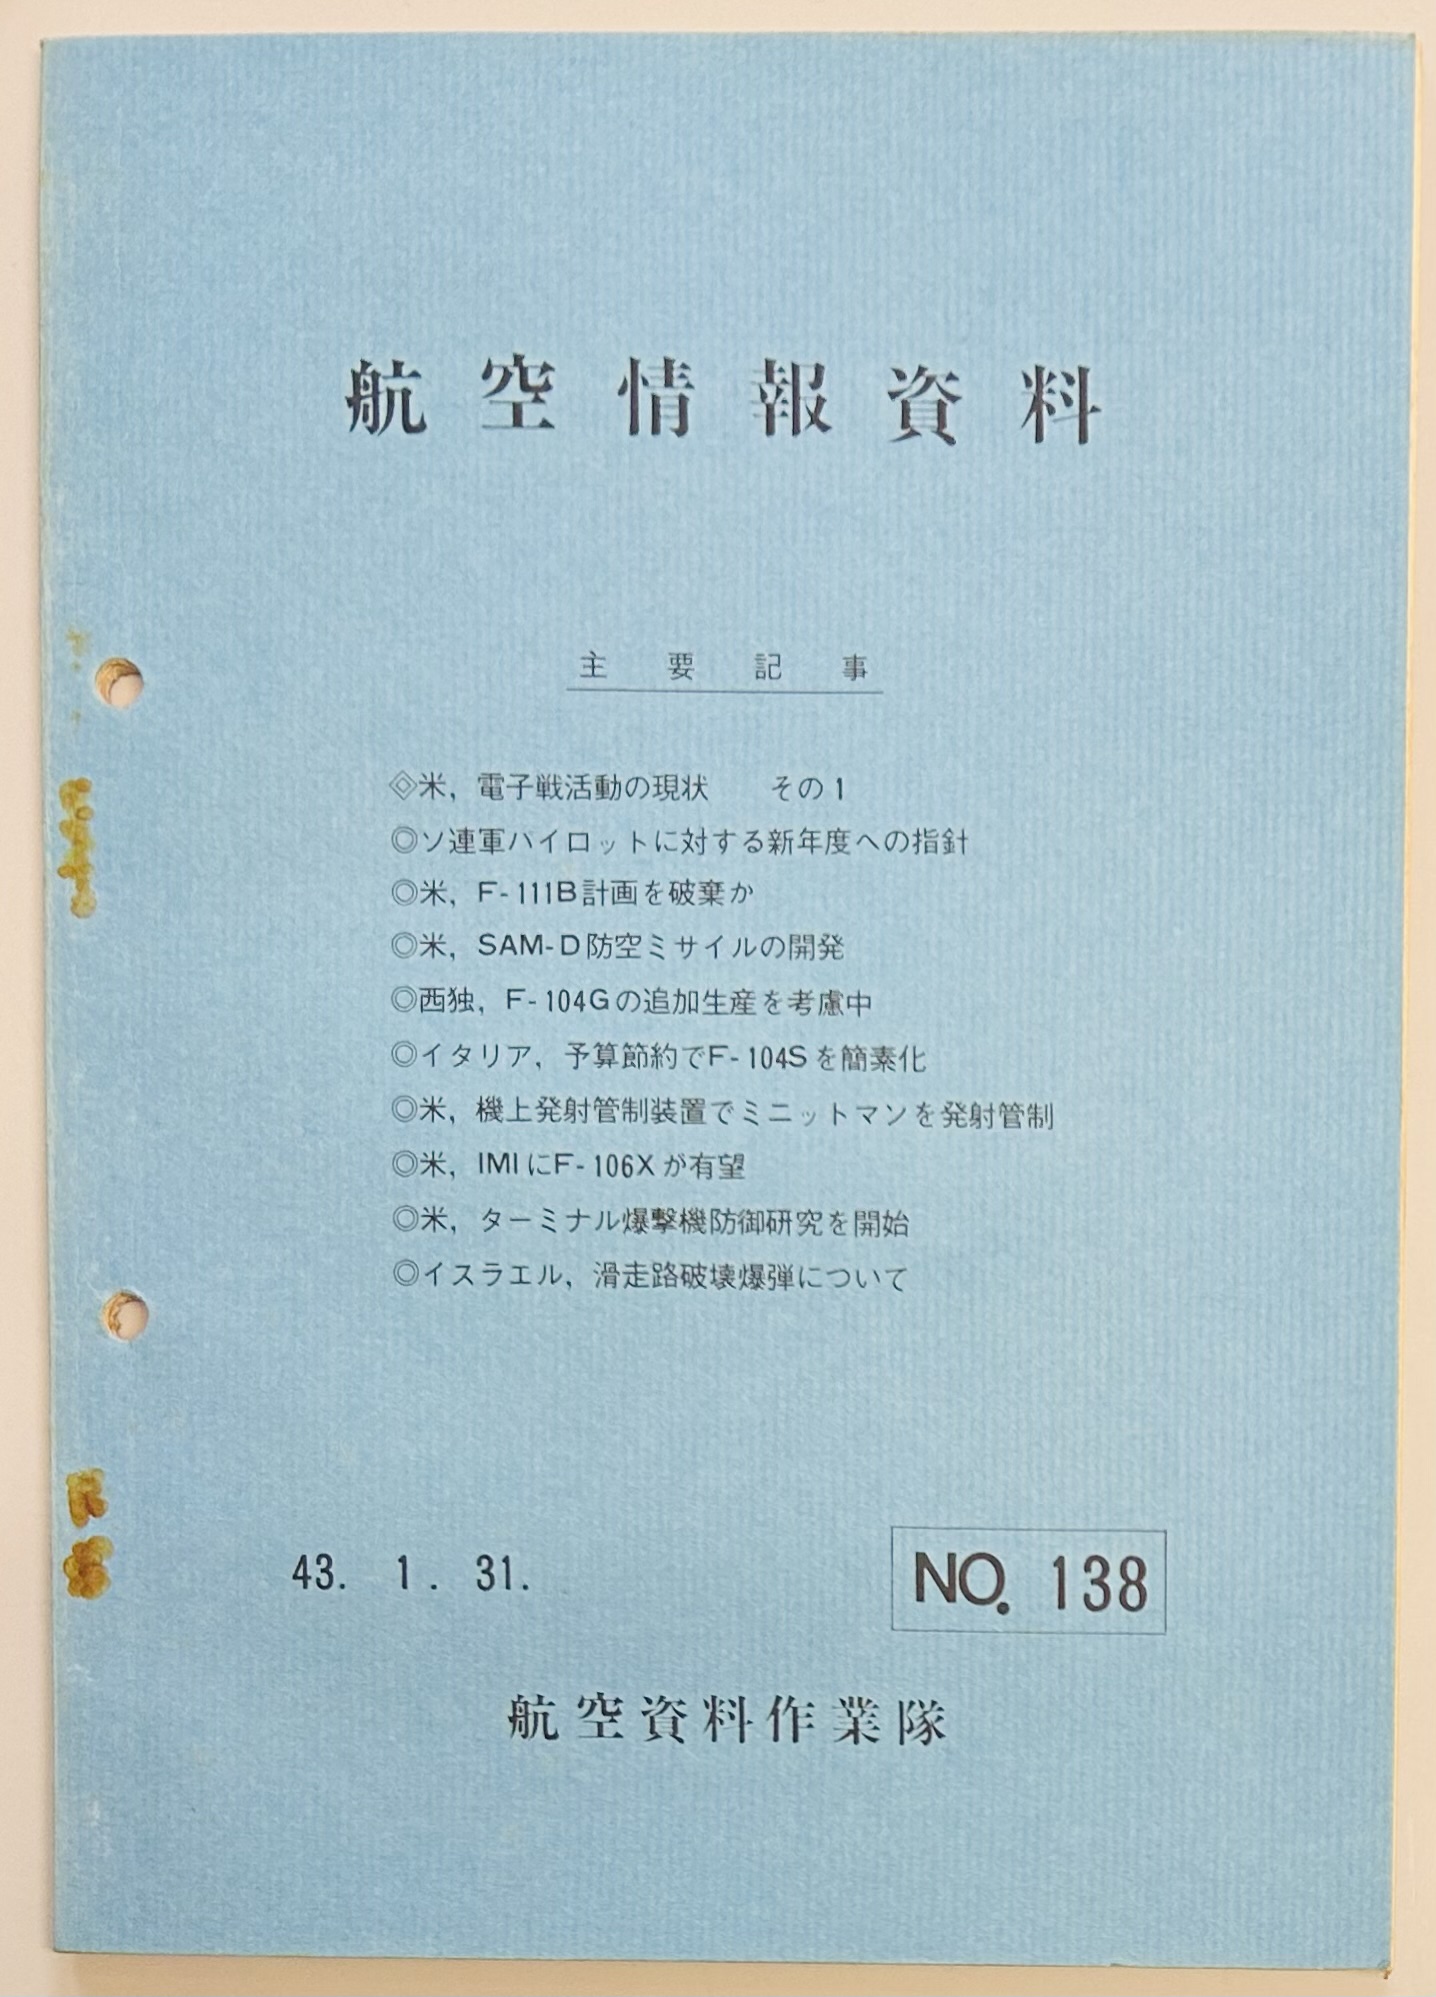 航空情報資料
主要記事
◈米，電子戦活動の現状　その1
◎ソ連軍パイロットに対する新年度への指針
◎米，F-111B計画を破棄か
◎米，SAM-D防空ミサイルの開発
◎西独，F-104Gの追加生産を考慮中
◎イタリア，予算節約でF-104Sを簡素化
◎米，機上発射管制装置でミニットマンを発射管制
◎米，IMIにF-106Xが有望
◎米，ターミナル爆撃機防御研究を開始
◎イスラエル，滑走路破壊爆弾について
43. 1. 31.
NO. 138
航空資料作業隊